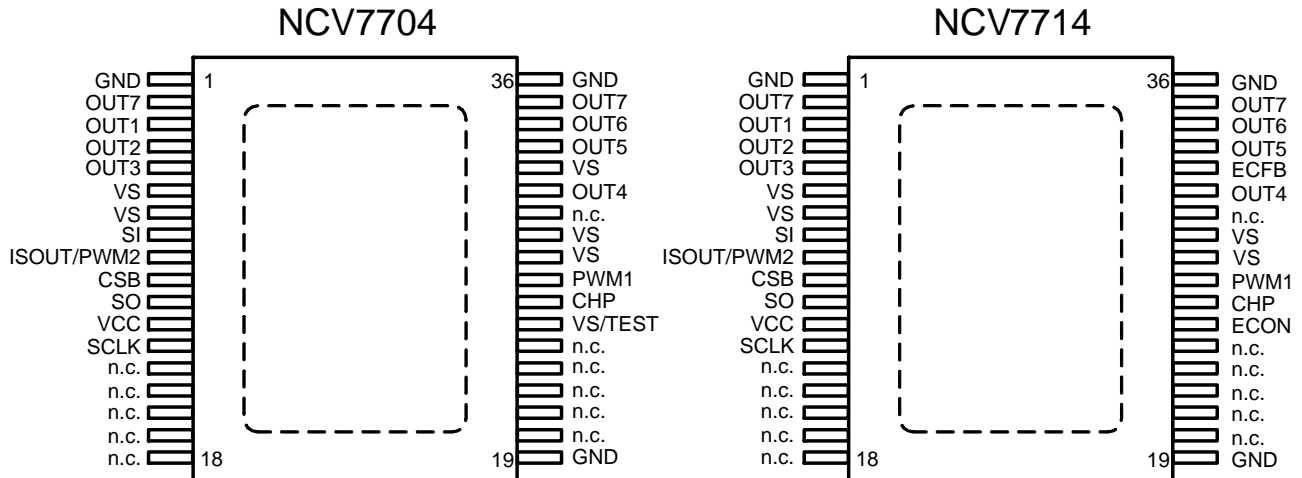 NCV7704
GND 1 36 GND
OUT7 OUT7
OUT1 OUT6
OUT2 OUT5
OUT3 VS
VS OUT4
VS n.c.
SI VS
ISOUT/PWM2 VS
CSB PWM1
SO CHP
VCC VS/TEST
SCLK n.c.
n.c. n.c.
n.c. n.c.
n.c. n.c.
n.c. n.c.
n.c. 18 19 GND
NCV7714
GND 1 36 GND
OUT7 OUT7
OUT1 OUT6
OUT2 OUT5
OUT3 ECFB
VS OUT4
VS n.c.
SI VS
ISOUT/PWM2 VS
CSB PWM1
SO CHP
VCC ECON
SCLK n.c.
n.c. n.c.
n.c. n.c.
n.c. n.c.
n.c. n.c.
n.c. 18 19 GND